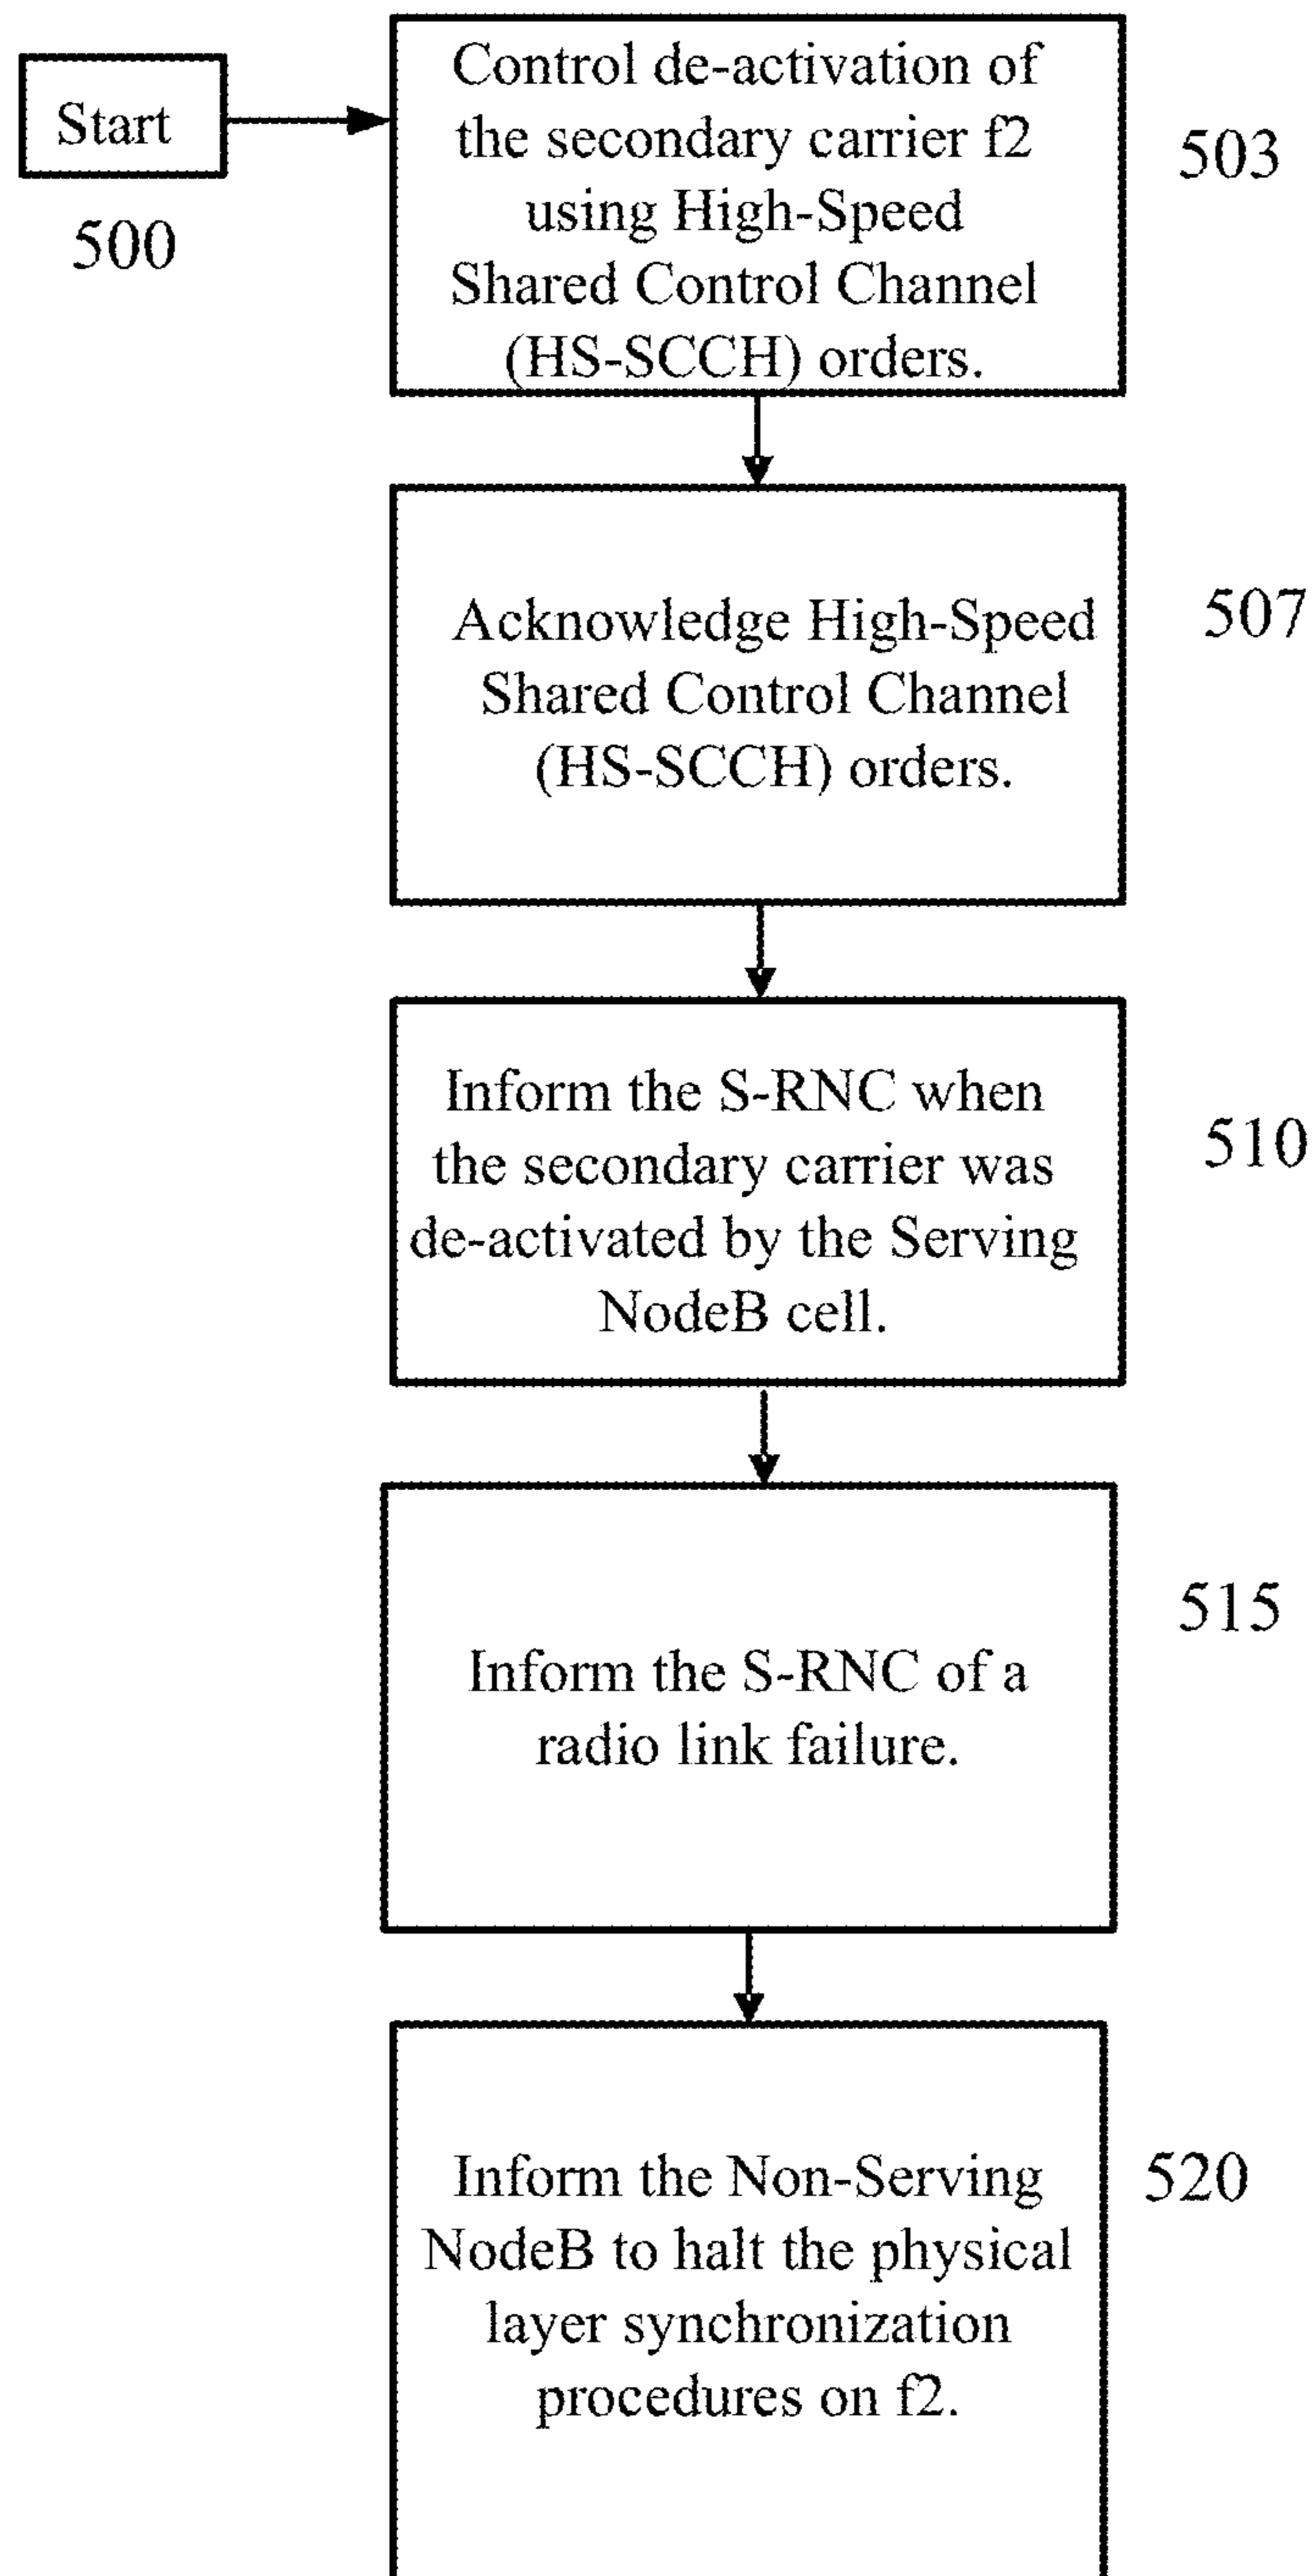 Start
500
Control de-activation of
the secondary carrier f2
using High-Speed
Shared Control Channel
(HS-SCCH) orders.
503
Acknowledge High-Speed
Shared Control Channel
(HS-SCCH) orders.
507
Inform the S-RNC when
the secondary carrier was
de-activated by the Serving
NodeB cell.
510
Inform the S-RNC of a
radio link failure.
515
Inform the Non-Serving
NodeB to halt the physical
layer synchronization
procedures on f2.
520